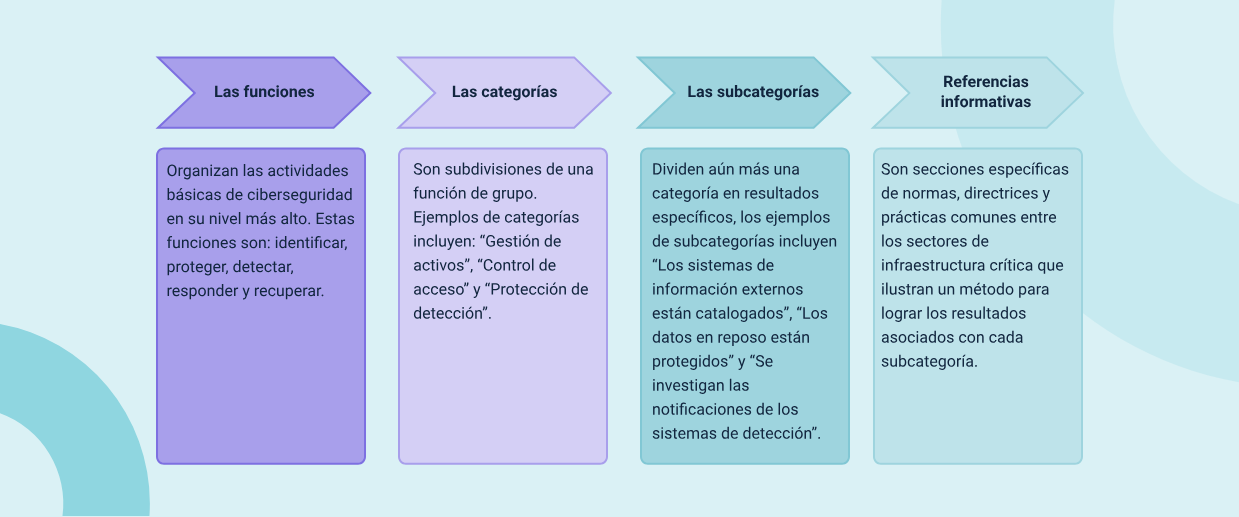 Las funciones
Organizan las actividades
básicas de ciberseguridad
en su nivel más alto. Estas
funciones son: identificar,
proteger, detectar,
responder y recuperar.
Las categorías
Son subdivisiones de una
función de grupo.
Ejemplos de categorías
incluyen: “Gestión de
activos”, “Control de
acceso” y “Protección de
detección”.
Las subcategorías
Dividen aún más una
categoría en resultados
específicos, los ejemplos
de subcategorías incluyen
“Los sistemas de
información externos
están catalogados”, “Los
datos en reposo están
protegidos” y “Se
investigan las
notificaciones de los
sistemas de detección”.
Referencias
informativas
Son secciones específicas
de normas, directrices y
prácticas comunes entre
los sectores de
infraestructura crítica que
ilustran un método para
lograr los resultados
asociados con cada
subcategoría.